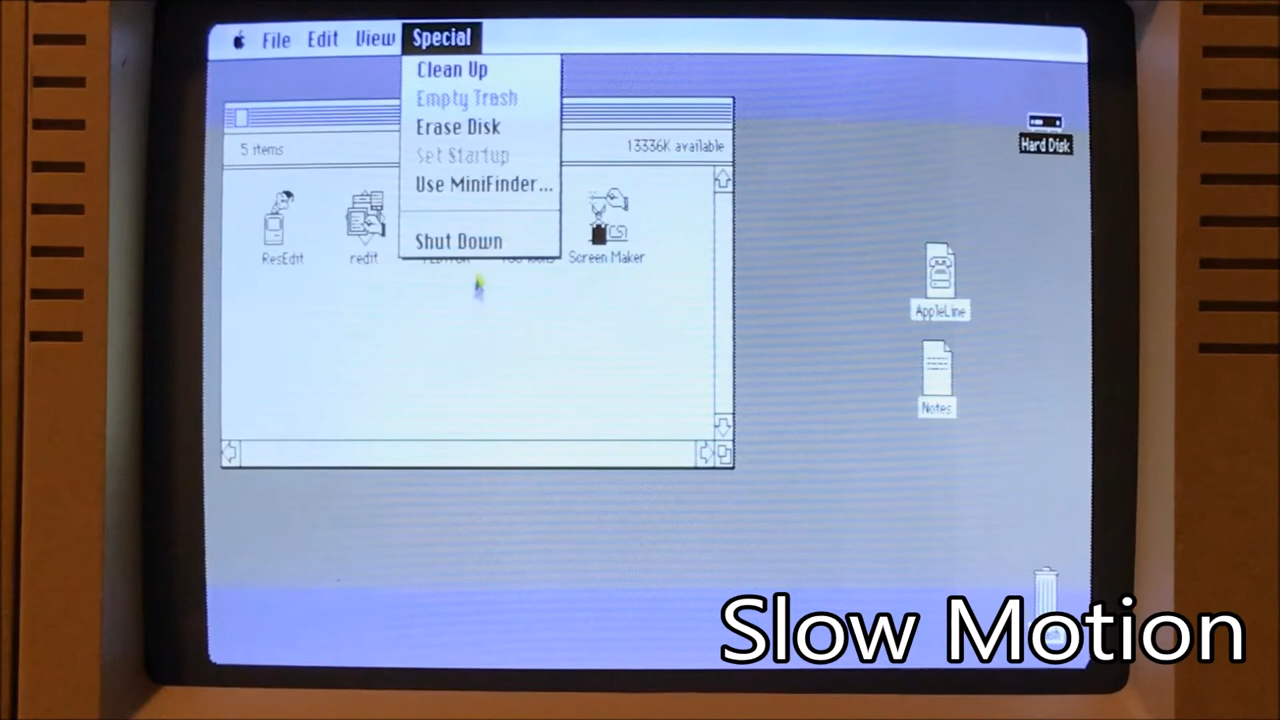 File Edit View Special
Clean Up
Empty Trash
Erase Disk
Set Startup
Use MiniFinder...
Shut Down
5 items
13336K available
Hard Disk
ResEdit
redit
Screen Maker
AppleLine
Notes
Slow Motion